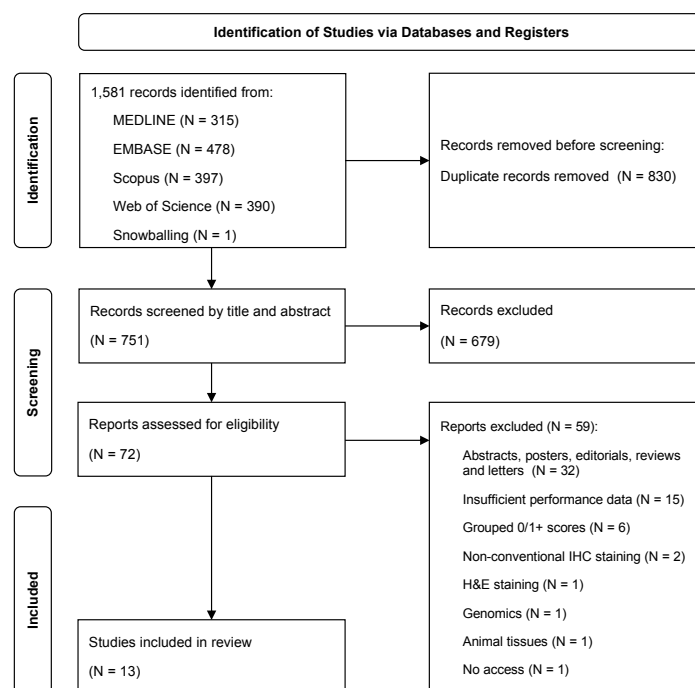 Identification of Studies via Databases and Registers
Identification
1,581 records identified from:
MEDLINE (N = 315)
EMBASE (N = 478)
Scopus (N = 397)
Web of Science (N = 390)
Snowballing (N = 1)
Records removed before screening:
Duplicate records removed (N = 830)
Screening
Records screened by title and abstract
(N = 751)
Records excluded
(N = 679)
Reports assessed for eligibility
(N = 72)
Reports excluded (N = 59):
Abstracts, posters, editorials, reviews
and letters (N = 32)
Insufficient performance data (N = 15)
Grouped 0/1+ scores (N = 6)
Non-conventional IHC staining (N = 2)
H&E staining (N = 1)
Genomics (N = 1)
Animal tissues (N = 1)
No access (N = 1)
Included
Studies included in review
(N = 13)